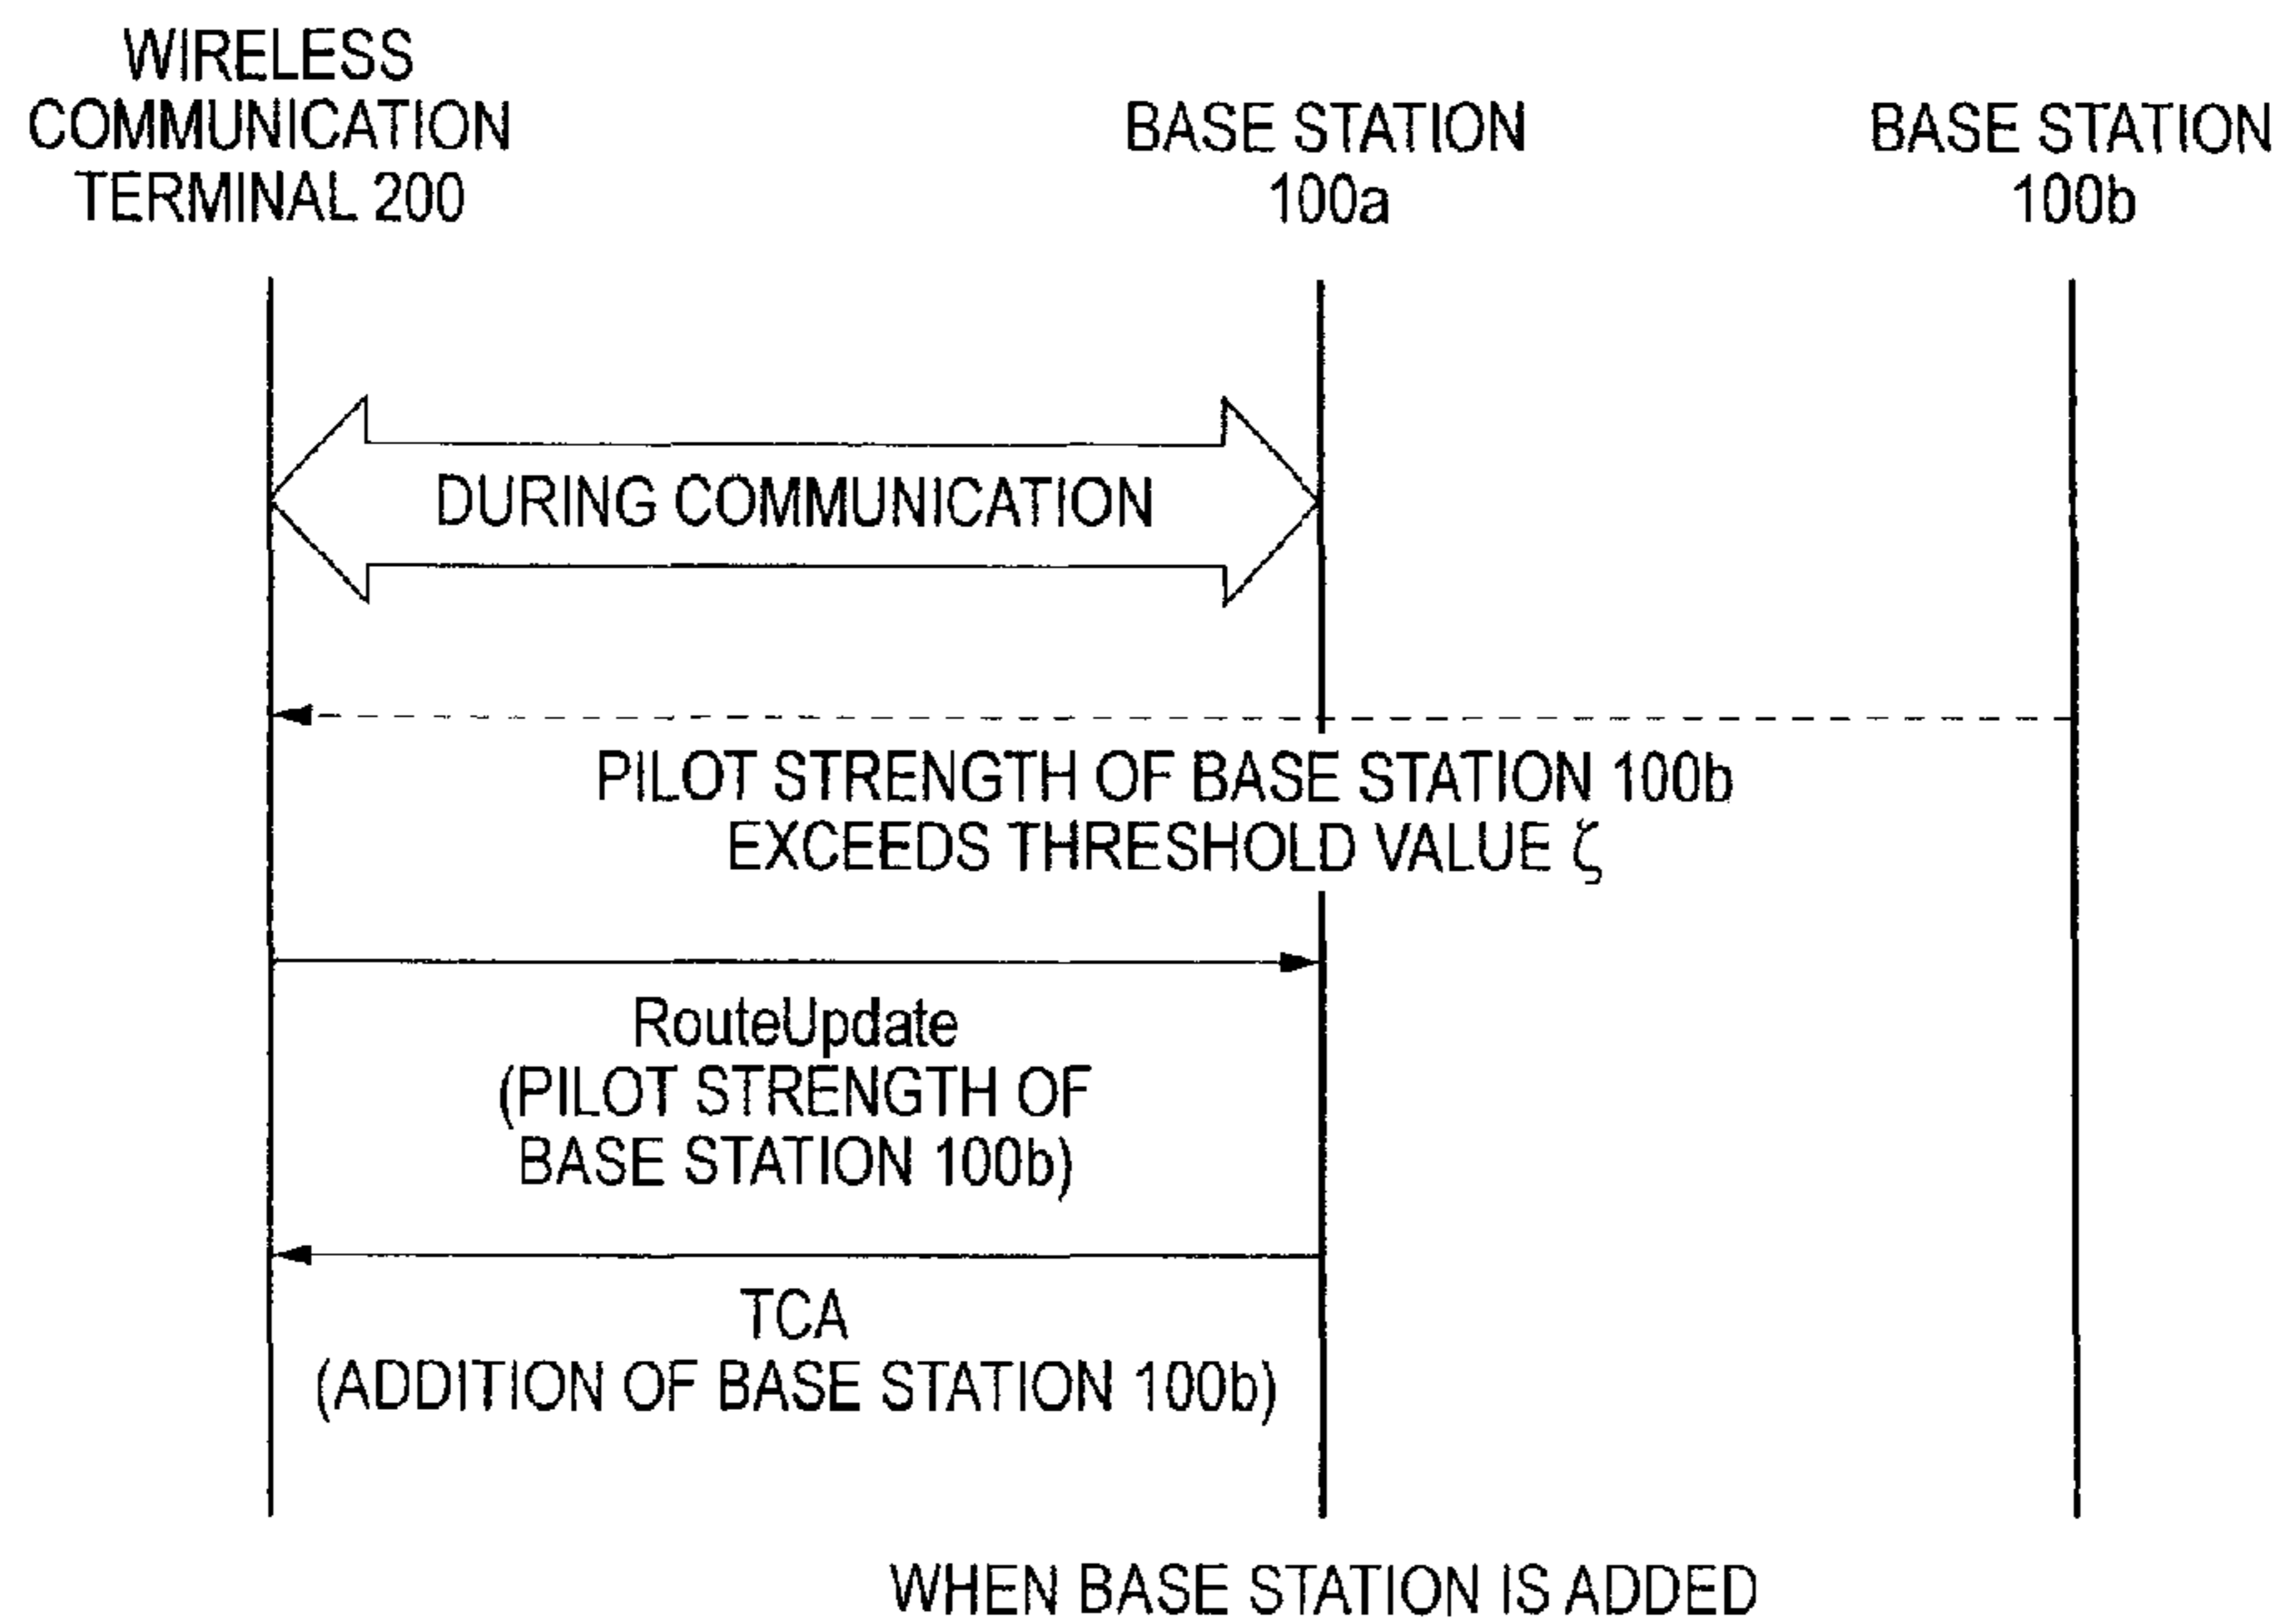 WIRELESS
COMMUNICATION
TERMINAL 200
BASE STATION
100a
BASE STATION
100b
DURING COMMUNICATION
PILOT STRENGTH OF BASE STATION 100b
EXCEEDS THRESHOLD VALUE ζ
RouteUpdate
(PILOT STRENGTH OF
BASE STATION 100b)
TCA
(ADDITION OF BASE STATION 100b)
WHEN BASE STATION IS ADDED